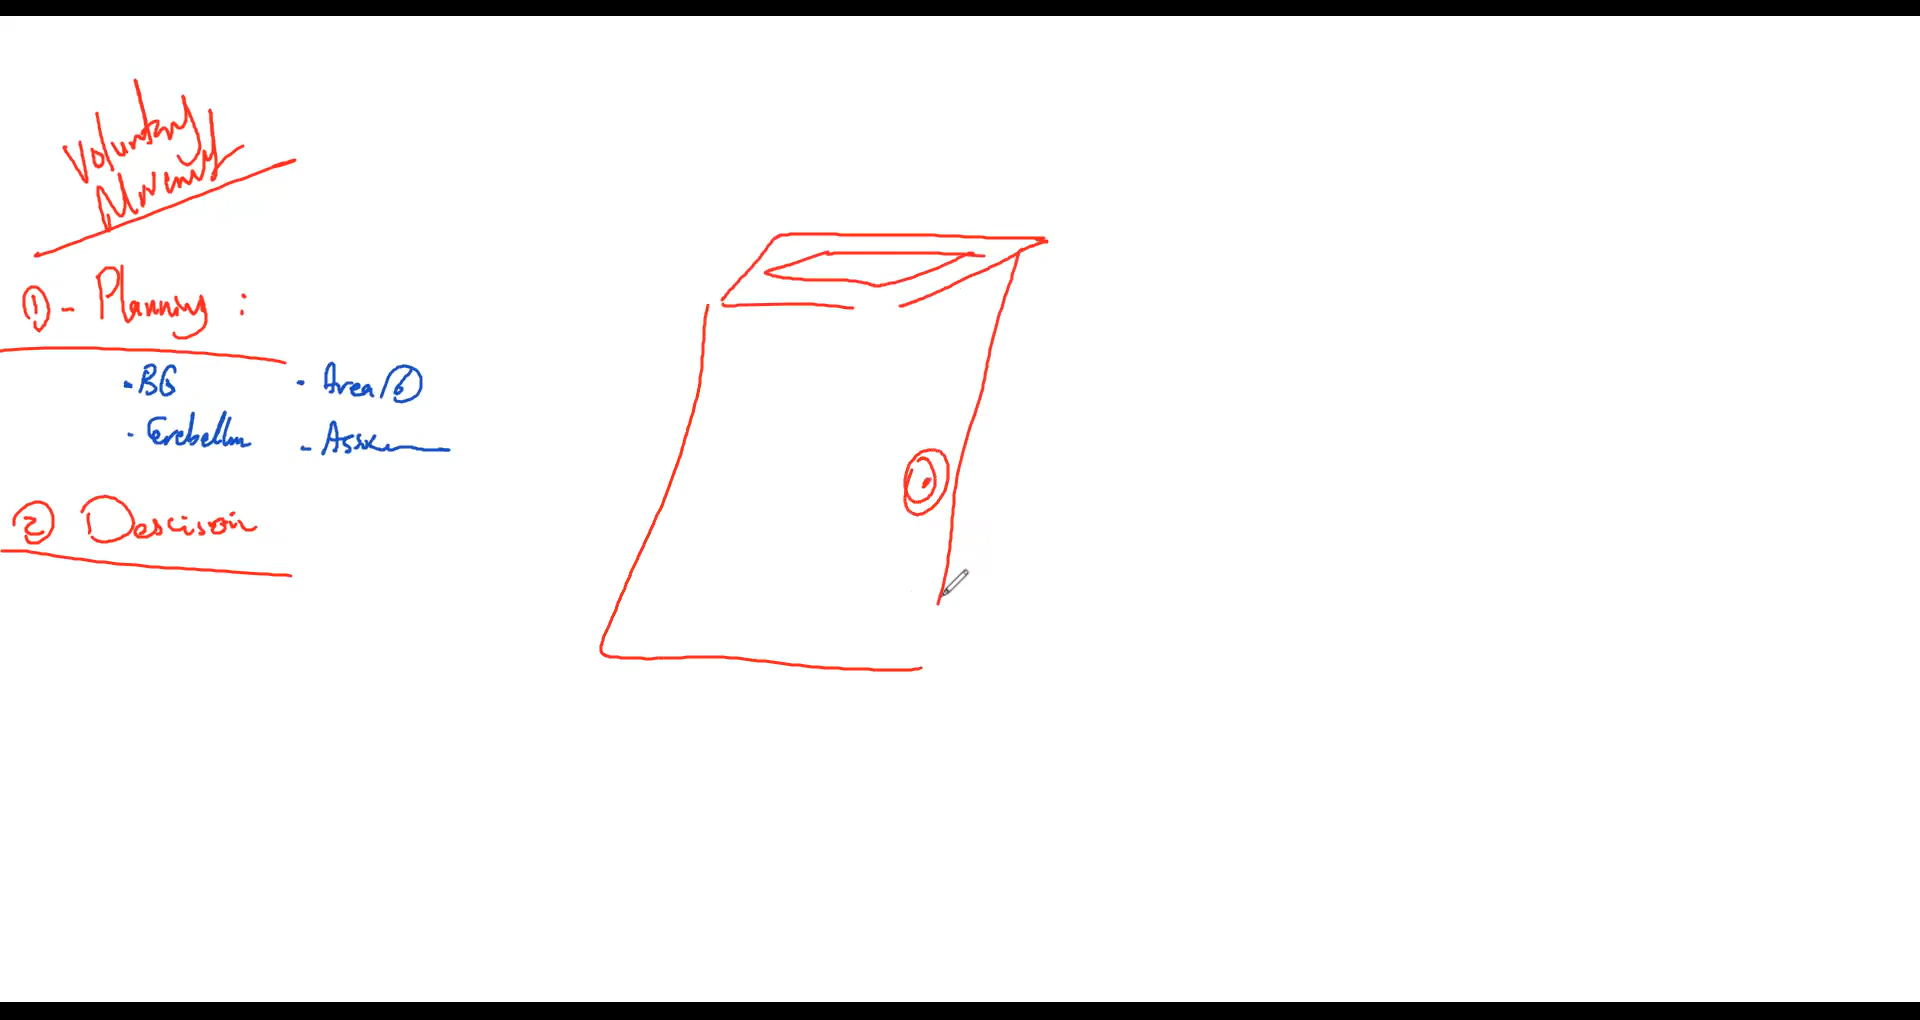 Voluntary
Movement
① - Planning :
- BG
- Cerebellum
- Area 6
- Assoc
② Descision